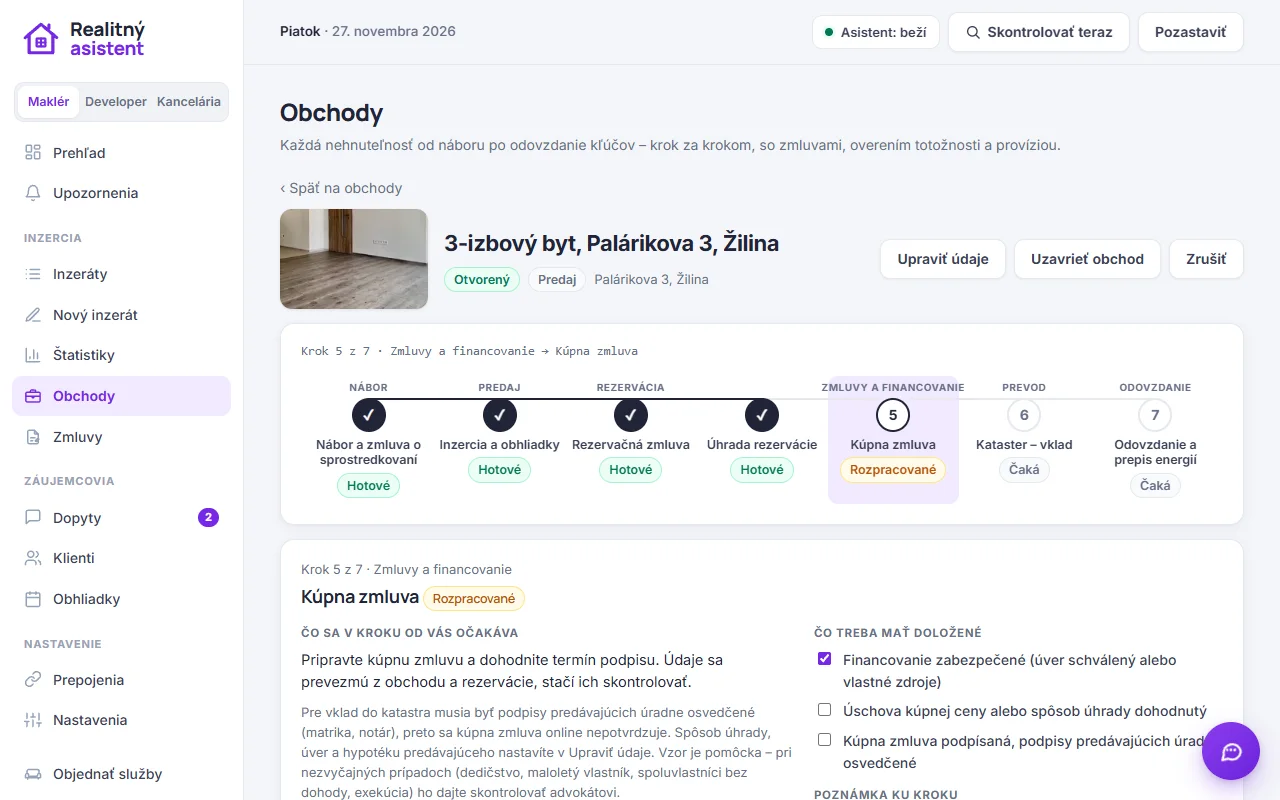 Realitný
asistent
Maklér Developer Kancelária
Prehľad
Upozornenia
INZERCIA
Inzeráty
Nový inzerát
Štatistiky
Obchody
Zmluvy
ZÁUJEMCOVIA
Dopyty 2
Klienti
Obhliadky
NASTAVENIE
Prepojenia
Nastavenia
Objednať služby
Piatok · 27. novembra 2026
Asistent: beží
Skontrolovať teraz
Pozastaviť
Obchody
Každá nehnuteľnosť od náboru po odovzdanie kľúčov – krok za krokom, so zmluvami, overením totožnosti a províziou.
‹ Späť na obchody
3-izbový byt, Palárikova 3, Žilina
Otvorený Predaj Palárikova 3, Žilina
Upraviť údaje Uzavrieť obchod Zrušiť
Krok 5 z 7 · Zmluvy a financovanie → Kúpna zmluva
NÁBOR PREDAJ REZERVÁCIA ZMLUVY A FINANCOVANIE PREVOD ODOVZDANIE
✓ ✓ ✓ ✓ 5 6 7
Nábor a zmluva o sprostredkovaní
Hotové
Inzercia a obhliadky
Hotové
Rezervačná zmluva
Hotové
Úhrada rezervácie
Hotové
Kúpna zmluva
Rozpracované
Kataster – vklad
Čaká
Odovzdanie a prepis energií
Čaká
Krok 5 z 7 · Zmluvy a financovanie
Kúpna zmluva Rozpracované
ČO SA V KROKU OD VÁS OČAKÁVA
Pripravte kúpnu zmluvu a dohodnite termín podpisu. Údaje sa
prevezmú z obchodu a rezervácie, stačí ich skontrolovať.
Pre vklad do katastra musia byť podpisy predávajúcich úradne osvedčené
(matrika, notár), preto sa kúpna zmluva online nepotvrdzuje. Spôsob úhrady,
úver a hypotéku predávajúceho nastavíte v Upraviť údaje. Vzor je pomôcka – pri
nezvyčajných prípadoch (dedičstvo, maloletý vlastník, spoluvlastníci bez
dohody, exekúcia) ho dajte skontrolovať advokátovi.
ČO TREBA MAŤ DOLOŽENÉ
Financovanie zabezpečené (úver schválený alebo
vlastné zdroje)
Úschova kúpnej ceny alebo spôsob úhrady dohodnutý
Kúpna zmluva podpísaná, podpisy predávajúcich úrad
osvedčené
POZNÁMKA KU KROKU